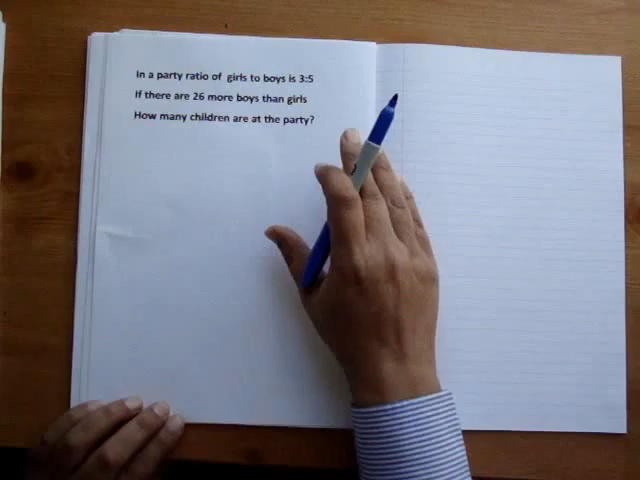 In a party ratio of girls to boys is 3:5
If there are 26 more boys than girls
How many children are at the party?